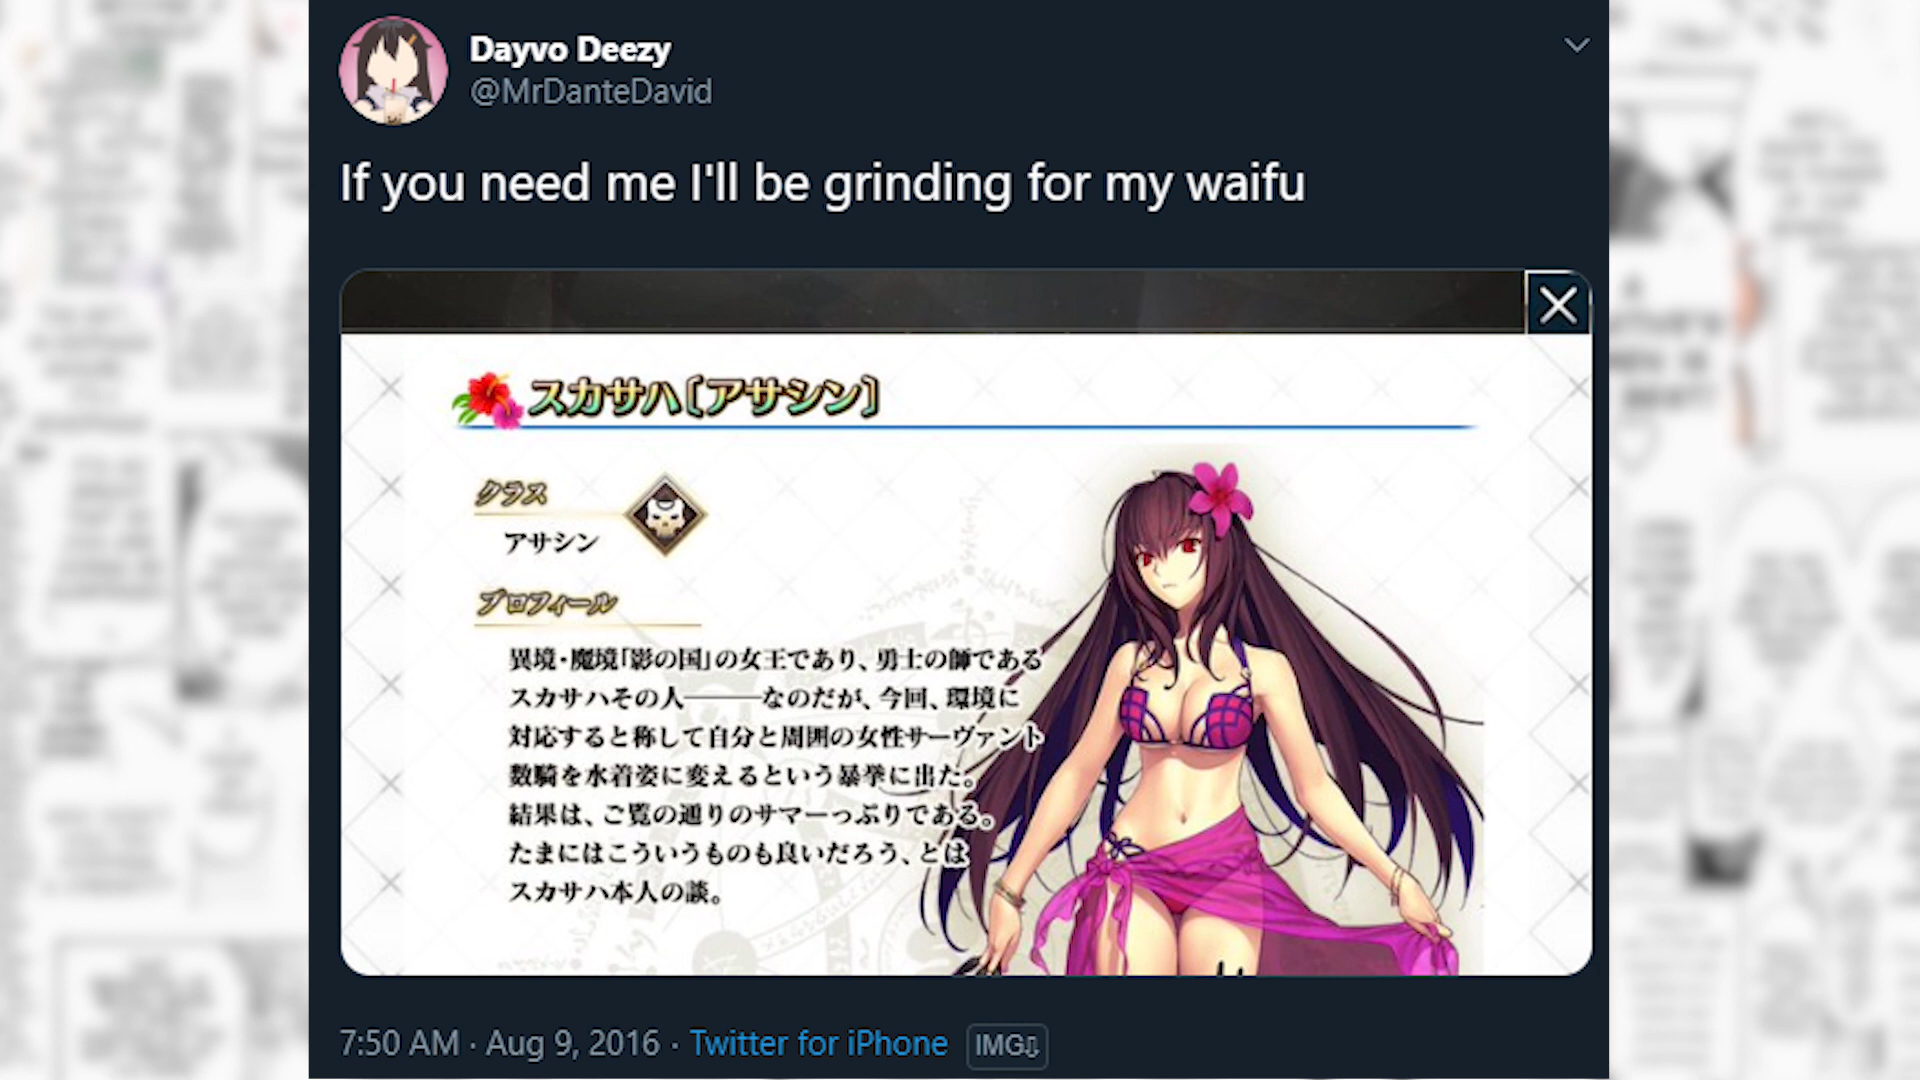 Dayvo Deezy
@MrDanteDavid
If you need me I'll be grinding for my waifu
スカサハ〔アサシン〕
クラス
アサシン
プロフィール
異境・魔境「影の国」の女王であり、勇士の師である
スカサハその人―――なのだが、今回、環境に
対応すると称して自分と周囲の女性サーヴァント
数騎を水着姿に変えるという暴挙に出た。
結果は、ご覧の通りのサマーっぷりである。
たまにはこういうものも良いだろう、とは
スカサハ本人の談。
7:50 AM · Aug 9, 2016 · Twitter for iPhone IMG⇩